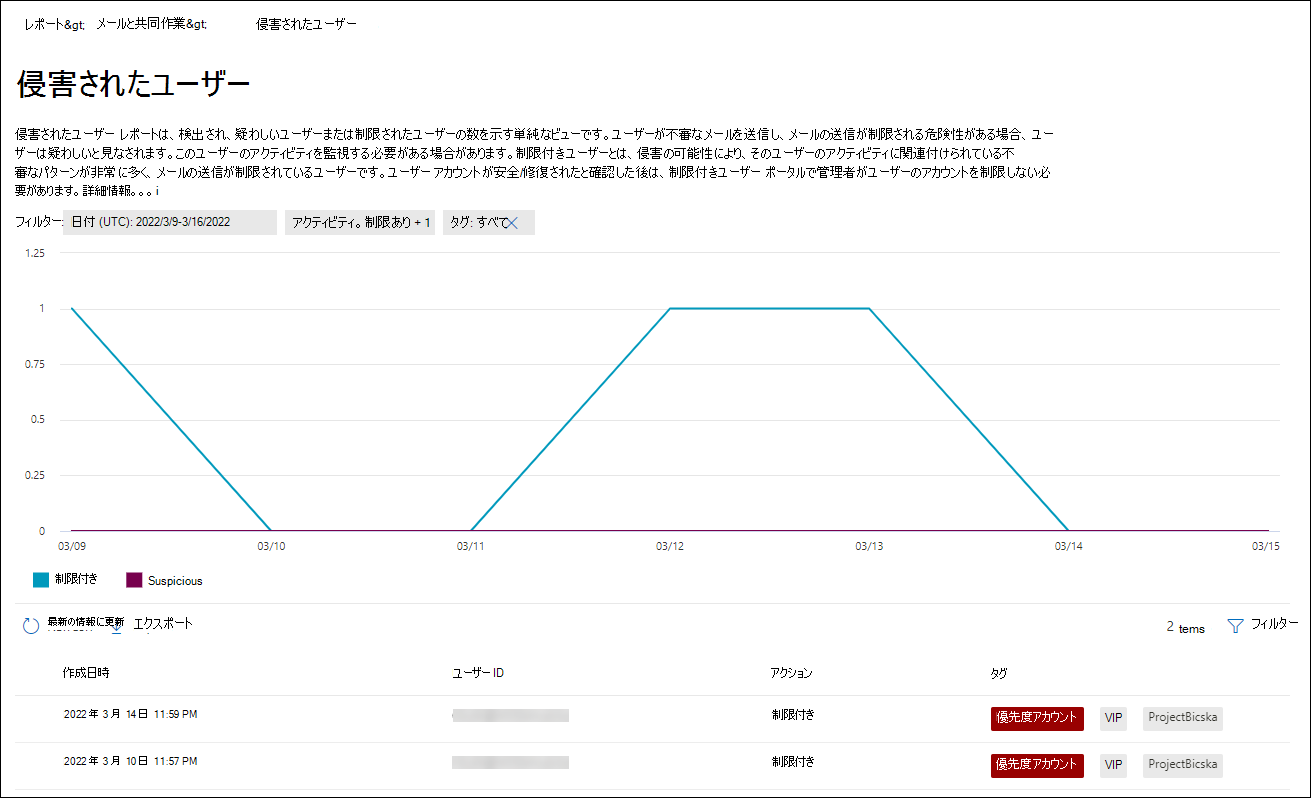 レポート&gt; メールと共同作業&gt; 侵害されたユーザー
侵害されたユーザー
侵害されたユーザー レポートは、検出され、疑わしいユーザーまたは制限されたユーザーの数を示す単純なビューです。ユーザーが不審なメールを送信し、メールの送信が制限される危険性がある場合、ユー
ザーは疑わしいと見なされます。このユーザーのアクティビティを監視する必要がある場合があります。制限付きユーザーとは、侵害の可能性により、そのユーザーのアクティビティに関連付けられている不
審なパターンが非常に多く、メールの送信が制限されているユーザーです。ユーザー アカウントが安全/修復されたと確認した後は、制限付きユーザー ポータルで管理者がユーザーのアカウントを制限しない必
要があります。詳細情報。。。i
フィルター: 日付 (UTC): 2022/3/9-3/16/2022 アクティビティ。制限あり + 1 タグ: すべて
1.25
1
0.75
0.5
0.25
0
03/09 03/10 03/11 03/12 03/13 03/14 03/15
制限付き Suspicious
最新の情報に更新 エクスポート 2 tems フィルター
作成日時 ユーザー ID アクション タグ
2022 年 3 月 14日 11:59 PM 制限付き 優先度アカウント VIP ProjectBicska
2022 年 3 月 10日 11:57 PM 制限付き 優先度アカウント VIP ProjectBicska